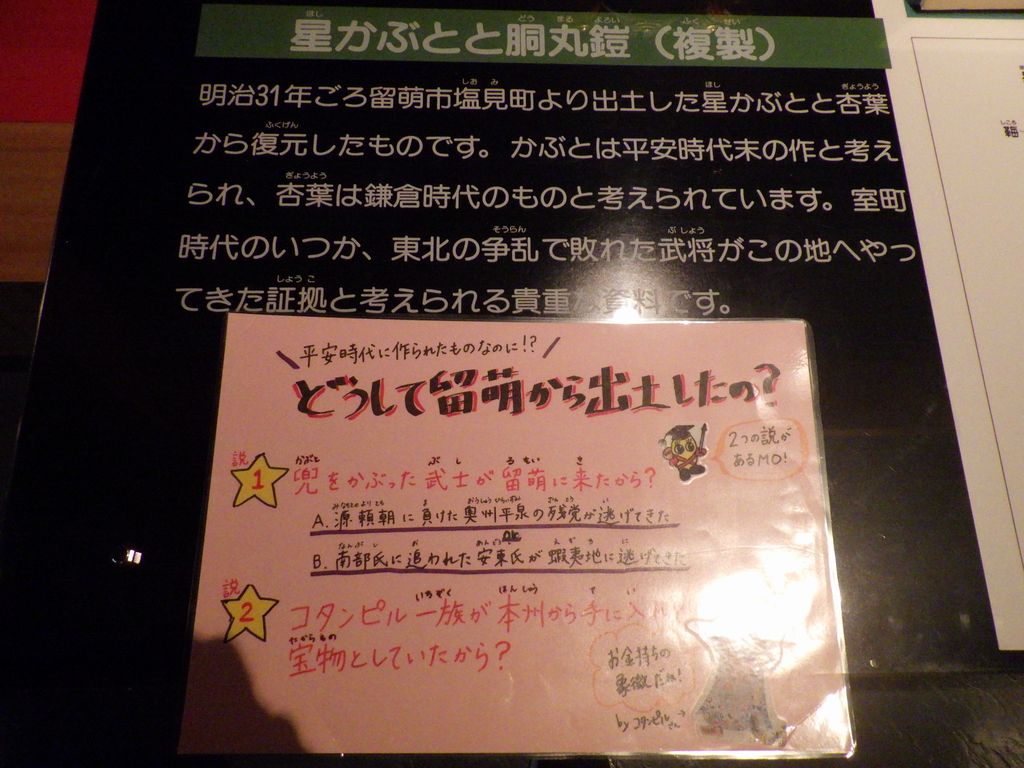 星かぶとと胴丸鎧（複製）
明治31年ごろ留萌市塩見町より出土した星かぶとと杏葉
から復元したものです。かぶとは平安時代末の作と考え
られ、杏葉は鎌倉時代のものと考えられています。室町
時代のいつか、東北の争乱で敗れた武将がこの地へやっ
てきた証拠と考えられる貴重な資料です。
平安時代に作られたものなのに!?
どうして留萌から出土したの?
2つの説が
あるMO!
説1 兜をかぶった武士が留萌に来たから?
A. 源頼朝に負けた奥州平泉の残党が逃げてきた
OR
B. 南部氏に追われた安東氏が蝦夷地に逃げてきた
説2 コタンピル一族が本州から手に入れ
宝物としていたから?
お金持ちの
象徴だね!
by コタンピルさん